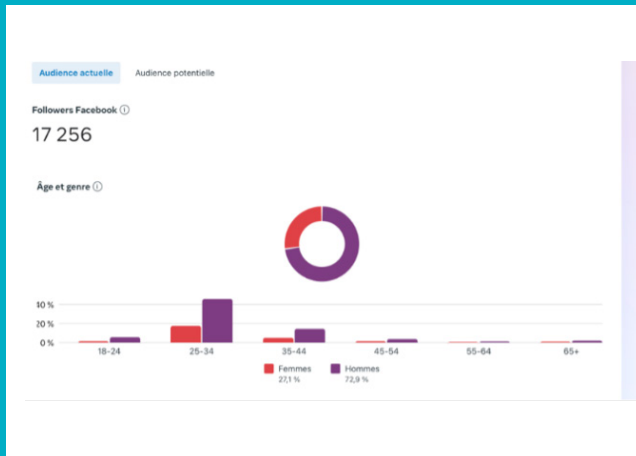 Audience actuelle Audience potentielle
Followers Facebook
17 256
Âge et genre
40 %
20 %
0 %
18-24 25-34 35-44 45-54 55-64 65+
Femmes Hommes
27,1 % 72,9 %